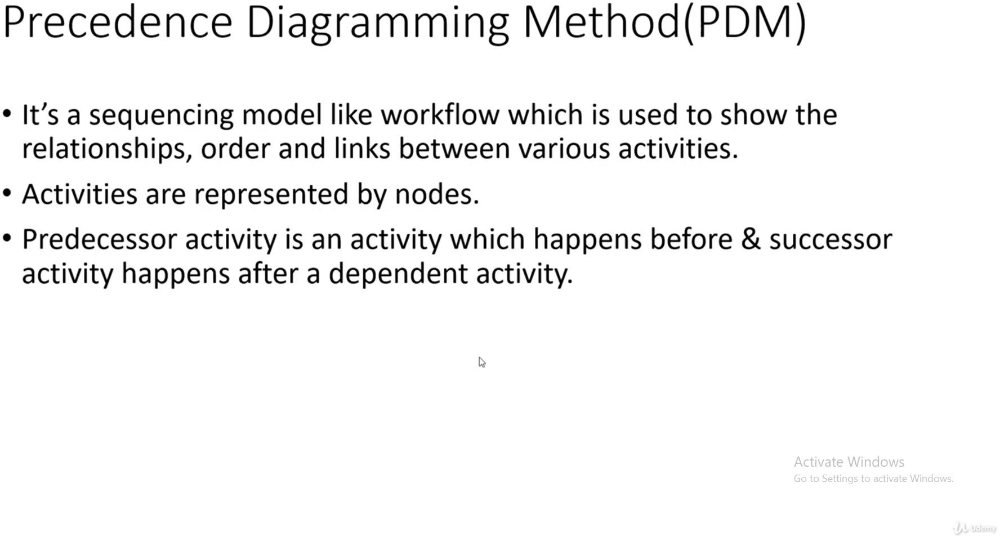 Precedence Diagramming Method(PDM)
• It’s a sequencing model like workflow which is used to show the
relationships, order and links between various activities.
• Activities are represented by nodes.
• Predecessor activity is an activity which happens before & successor
activity happens after a dependent activity.
Activate Windows
Go to Settings to activate Windows.
Udemy